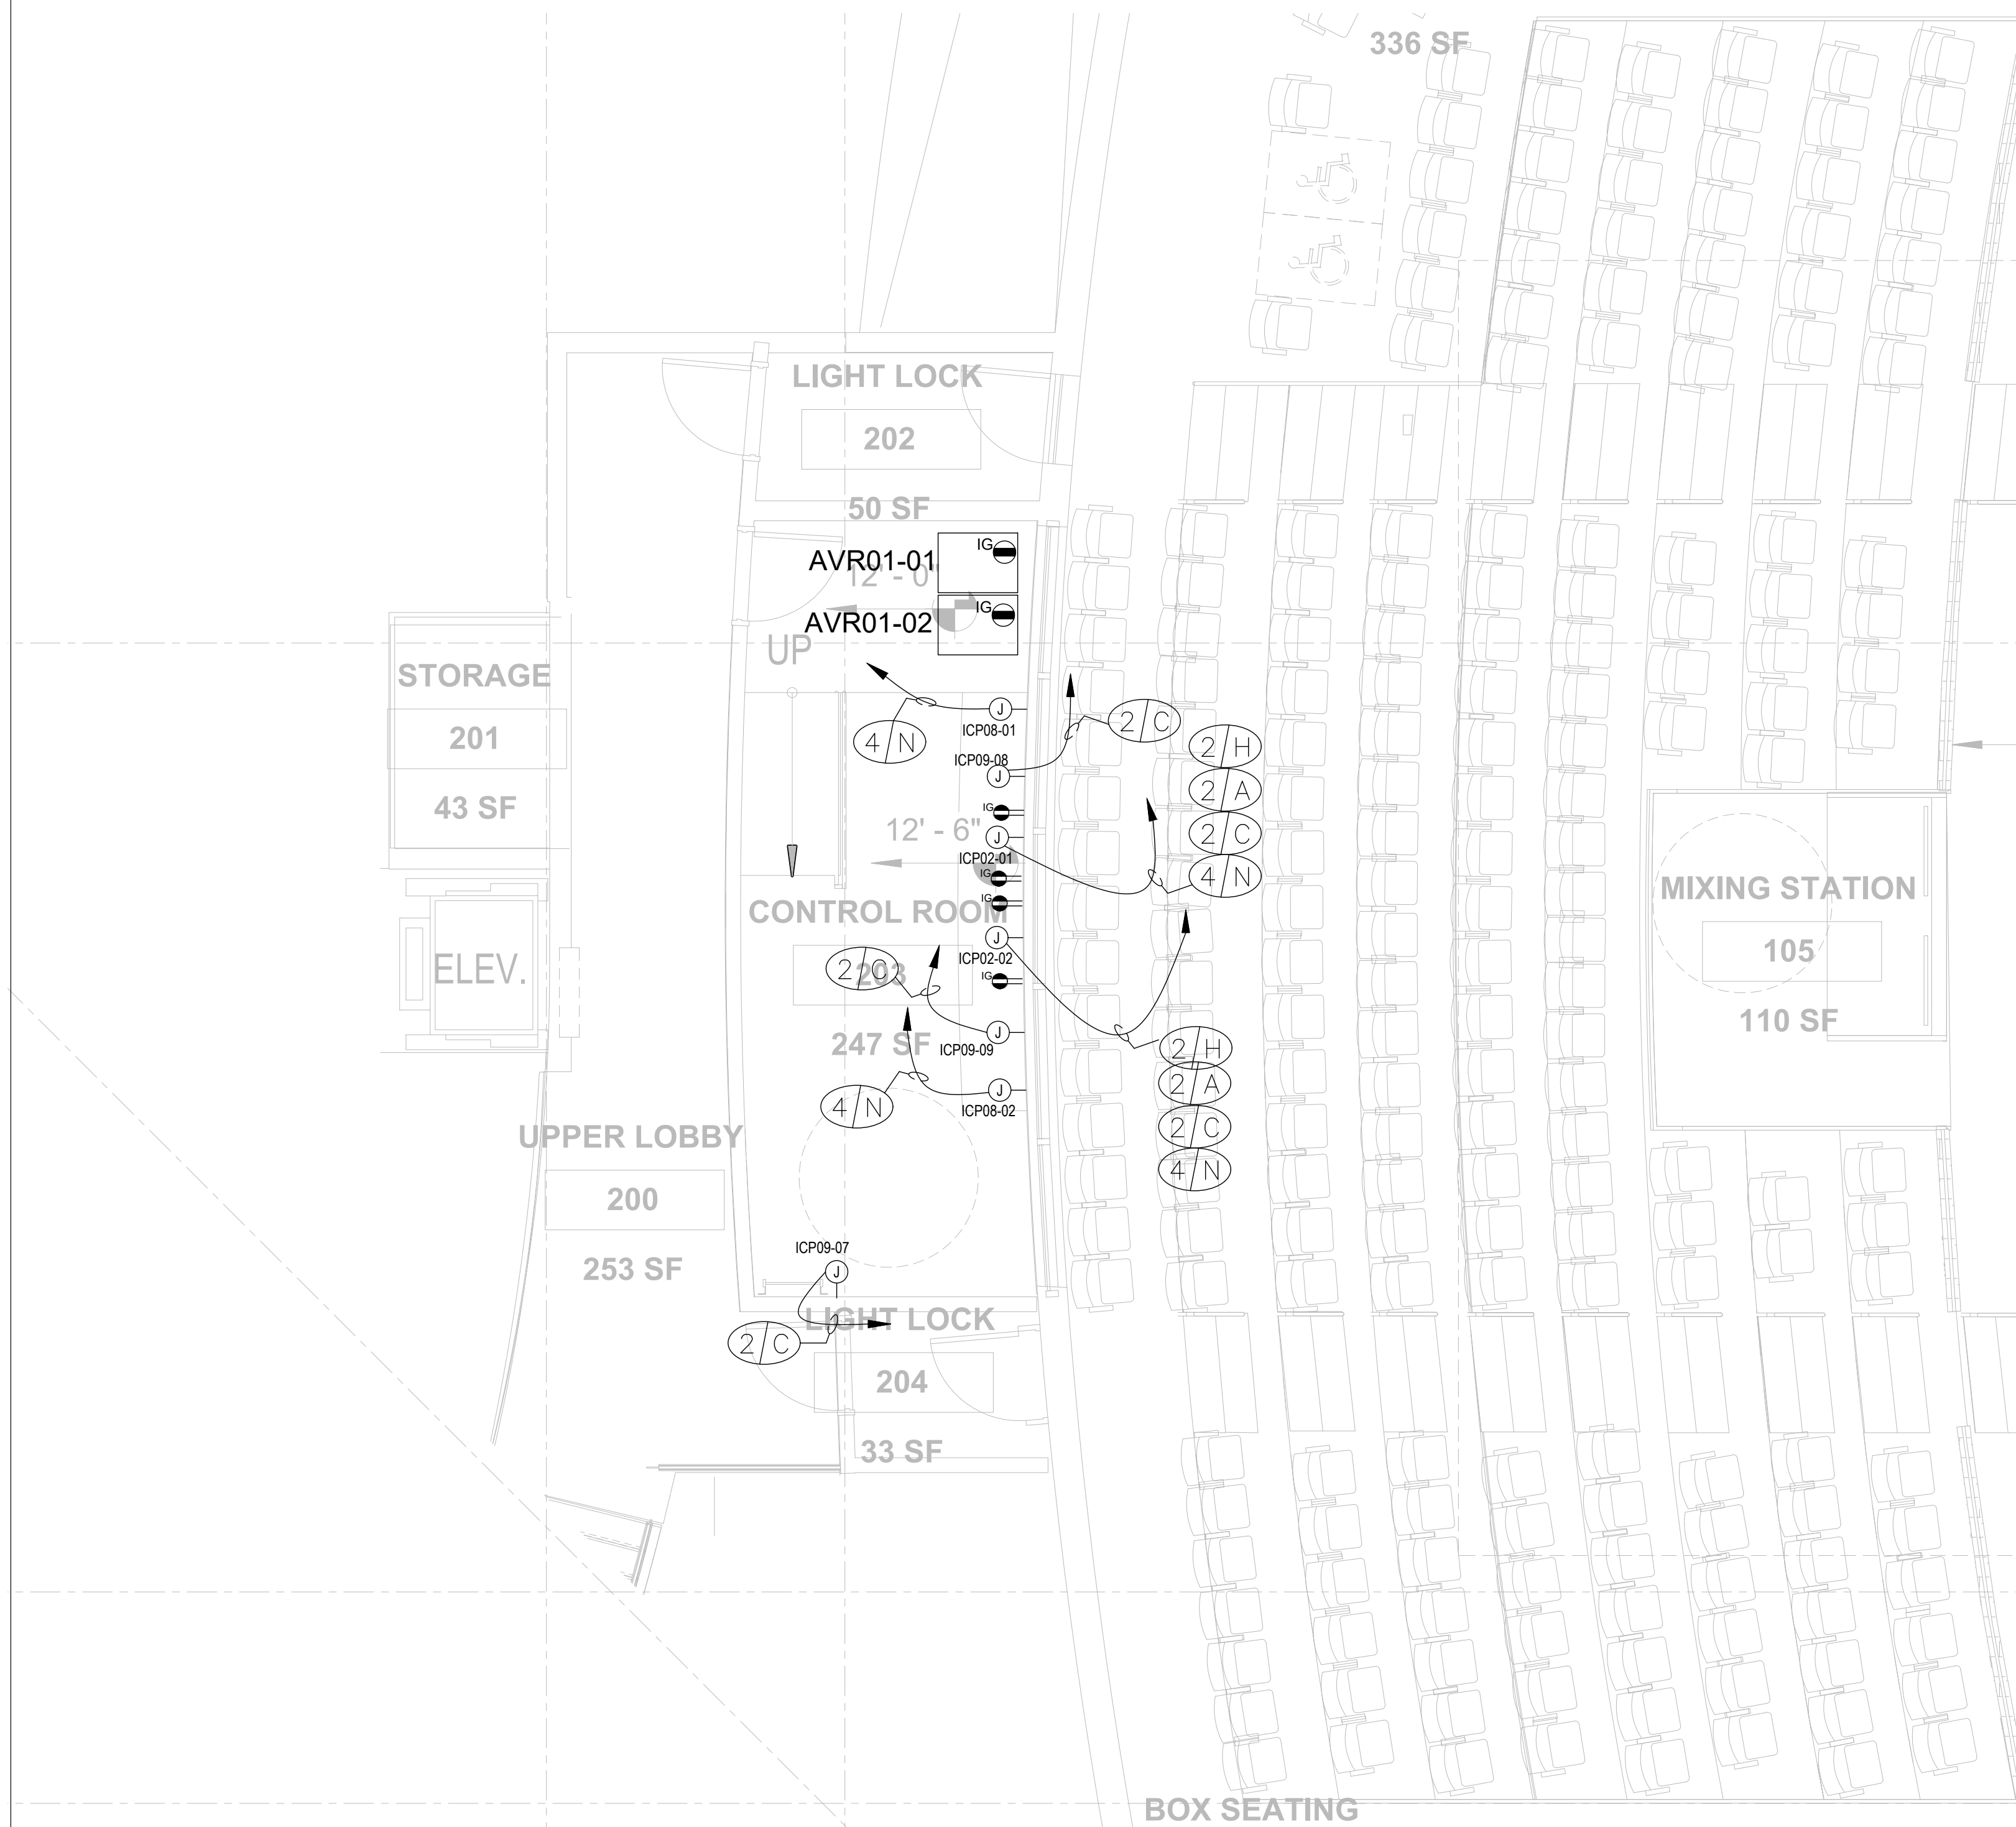 336 SF
LIGHT LOCK
202
50 SF
AVR01-01
IG
12' - 0"
AVR01-02
IG
UP
STORAGE
201
43 SF
J
ICP08-01
4/N
2/C
ICP09-08
J
2/H
2/A
2/C
4/N
IG
12' - 6"
J
ICP02-01
IG
IG
CONTROL ROOM
203
247 SF
J
ICP02-02
IG
2/C
ELEV.
MIXING STATION
105
110 SF
J
ICP09-09
2/H
2/A
2/C
4/N
J
ICP08-02
4/N
UPPER LOBBY
200
253 SF
ICP09-07
J
2/C
LIGHT LOCK
204
33 SF
BOX SEATING